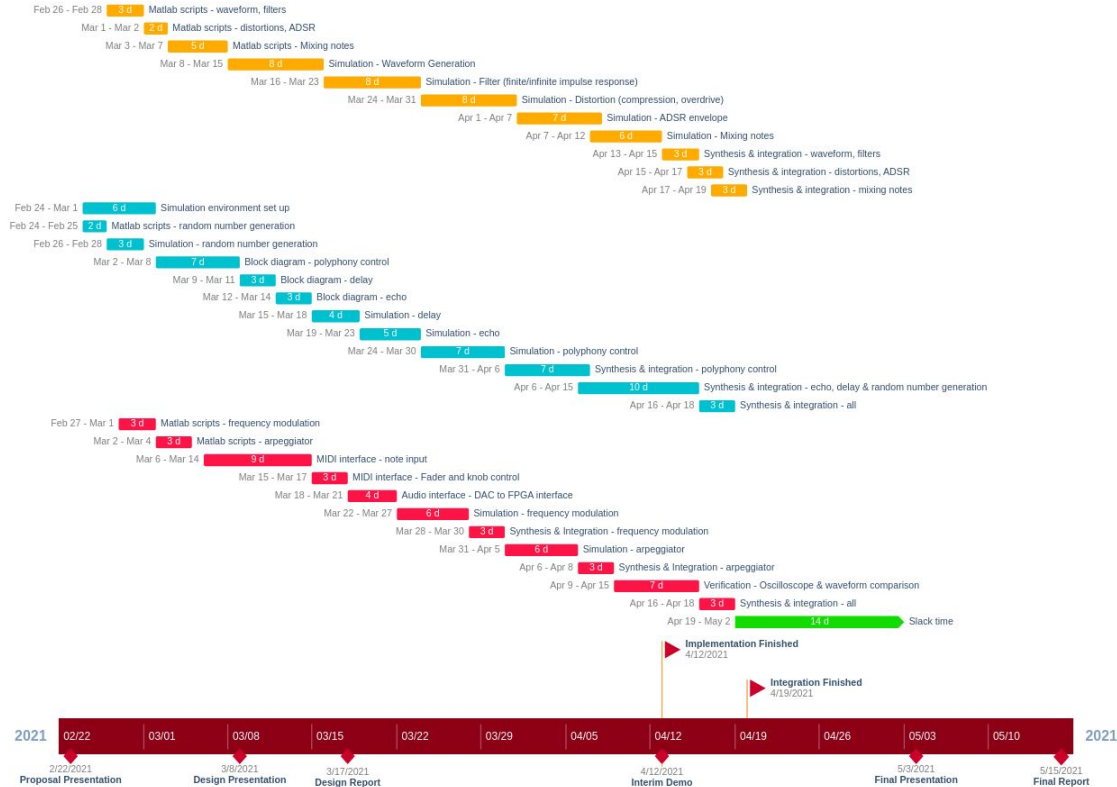 Feb 26 - Feb 28 3 d Matlab scripts - waveform, filters
Mar 1 - Mar 2 2 d Matlab scripts - distortions, ADSR
Mar 3 - Mar 7 5 d Matlab scripts - Mixing notes
Mar 8 - Mar 15 8 d Simulation - Waveform Generation
Mar 16 - Mar 23 8 d Simulation - Filter (finite/infinite impulse response)
Mar 24 - Mar 31 8 d Simulation - Distortion (compression, overdrive)
Apr 1 - Apr 7 7 d Simulation - ADSR envelope
Apr 7 - Apr 12 6 d Simulation - Mixing notes
Apr 13 - Apr 15 3 d Synthesis & integration - waveform, filters
Apr 15 - Apr 17 3 d Synthesis & integration - distortions, ADSR
Apr 17 - Apr 19 3 d Synthesis & integration - mixing notes
Feb 24 - Mar 1 6 d Simulation environment set up
Feb 24 - Feb 25 2 d Matlab scripts - random number generation
Feb 26 - Feb 28 3 d Simulation - random number generation
Mar 2 - Mar 8 7 d Block diagram - polyphony control
Mar 9 - Mar 11 3 d Block diagram - delay
Mar 12 - Mar 14 3 d Block diagram - echo
Mar 15 - Mar 18 4 d Simulation - delay
Mar 19 - Mar 23 5 d Simulation - echo
Mar 24 - Mar 30 7 d Simulation - polyphony control
Mar 31 - Apr 6 7 d Synthesis & integration - polyphony control
Apr 6 - Apr 15 10 d Synthesis & integration - echo, delay & random number generation
Apr 16 - Apr 18 3 d Synthesis & integration - all
Feb 27 - Mar 1 3 d Matlab scripts - frequency modulation
Mar 2 - Mar 4 3 d Matlab scripts - arpeggiator
Mar 6 - Mar 14 9 d MIDI interface - note input
Mar 15 - Mar 17 3 d MIDI interface - Fader and knob control
Mar 18 - Mar 21 4 d Audio interface - DAC to FPGA interface
Mar 22 - Mar 27 6 d Simulation - frequency modulation
Mar 28 - Mar 30 3 d Synthesis & Integration - frequency modulation
Mar 31 - Apr 5 6 d Simulation - arpeggiator
Apr 6 - Apr 8 3 d Synthesis & Integration - arpeggiator
Apr 9 - Apr 15 7 d Verification - Oscilloscope & waveform comparison
Apr 16 - Apr 18 3 d Synthesis & integration - all
Apr 19 - May 2 14 d Slack time
Implementation Finished
4/12/2021
Integration Finished
4/19/2021
2021 02/22 03/01 03/08 03/15 03/22 03/29 04/05 04/12 04/19 04/26 05/03 05/10 2021
2/22/2021 3/8/2021 3/17/2021 4/12/2021 5/3/2021 5/15/2021
Proposal Presentation Design Presentation Design Report Interim Demo Final Presentation Final Report